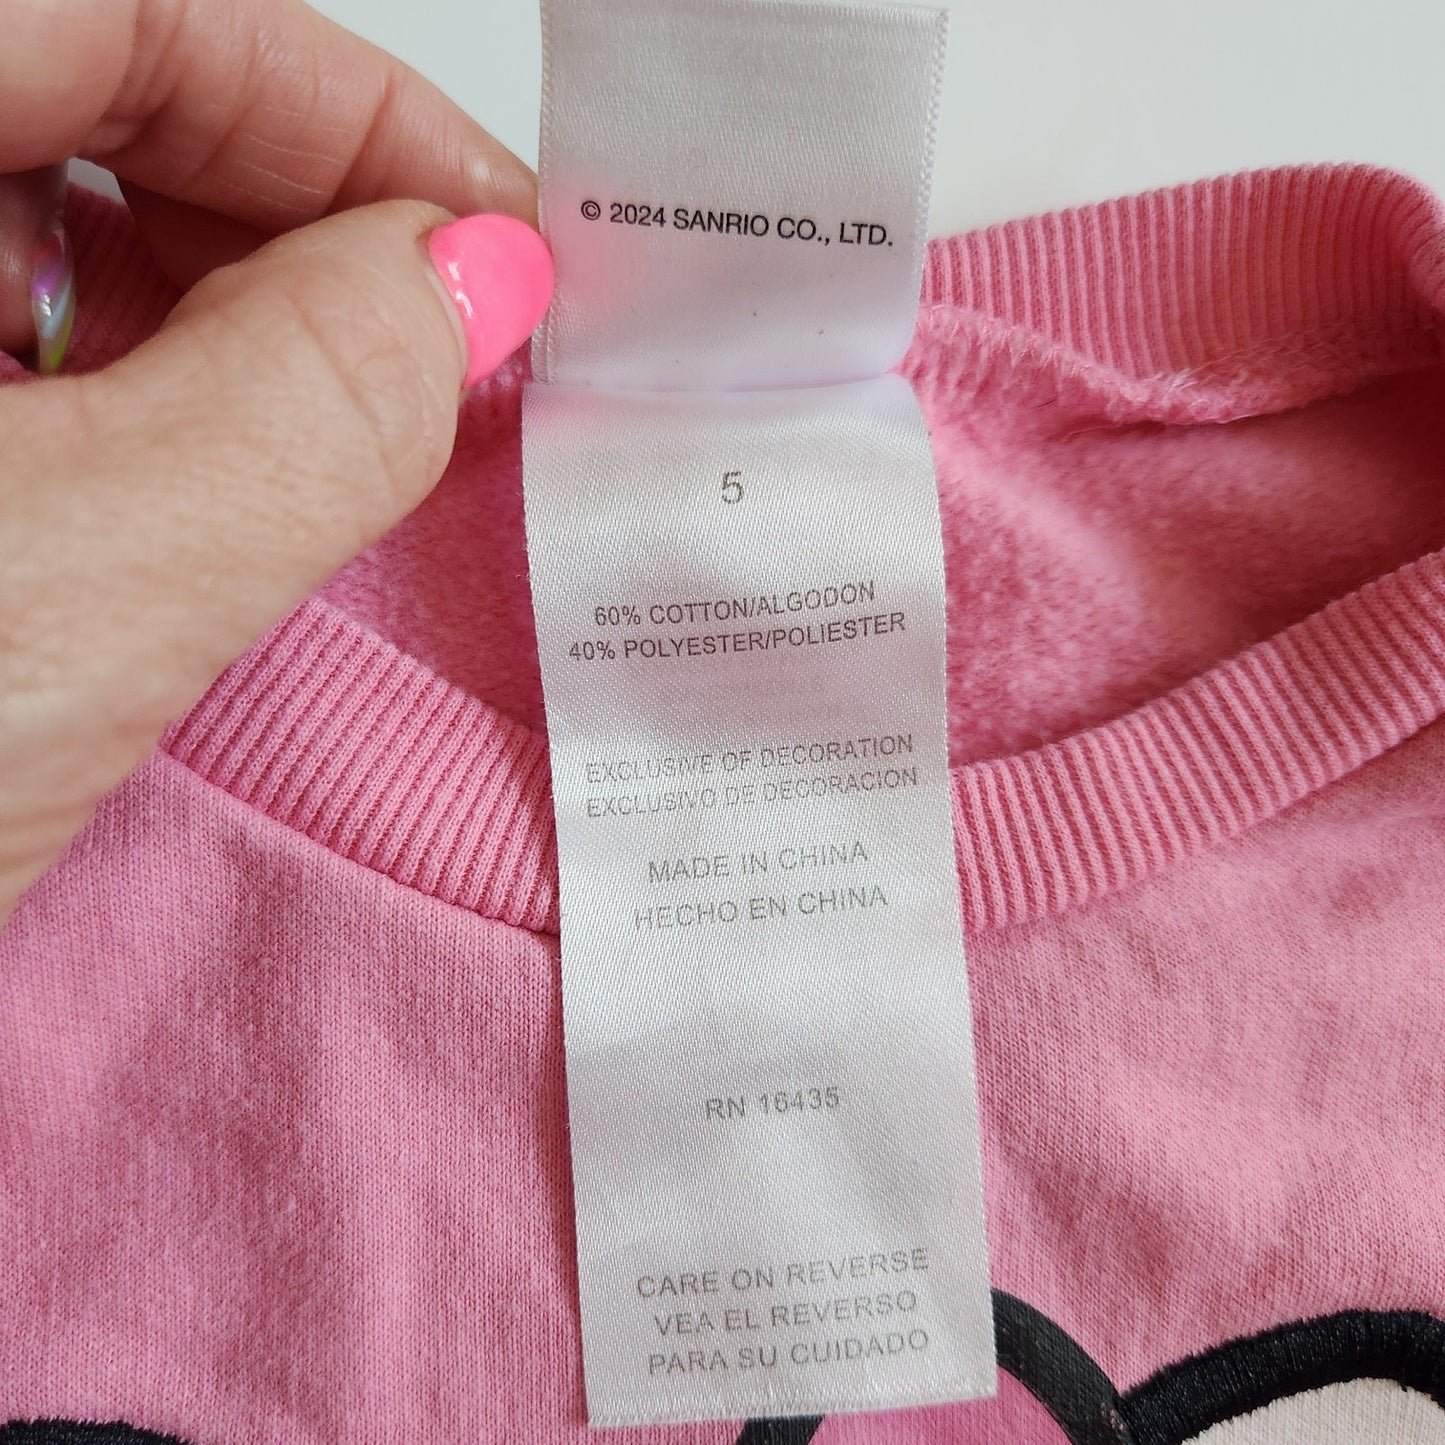 © 2024 SANRIO CO., LTD.
5
60% COTTON/ALGODON
40% POLYESTER/POLIESTER
EXCLUSIVE OF DECORATION
EXCLUSIVO DE DECORACION
MADE IN CHINA
HECHO EN CHINA
RN 16435
CARE ON REVERSE
VEA EL REVERSO
PARA SU CUIDADO